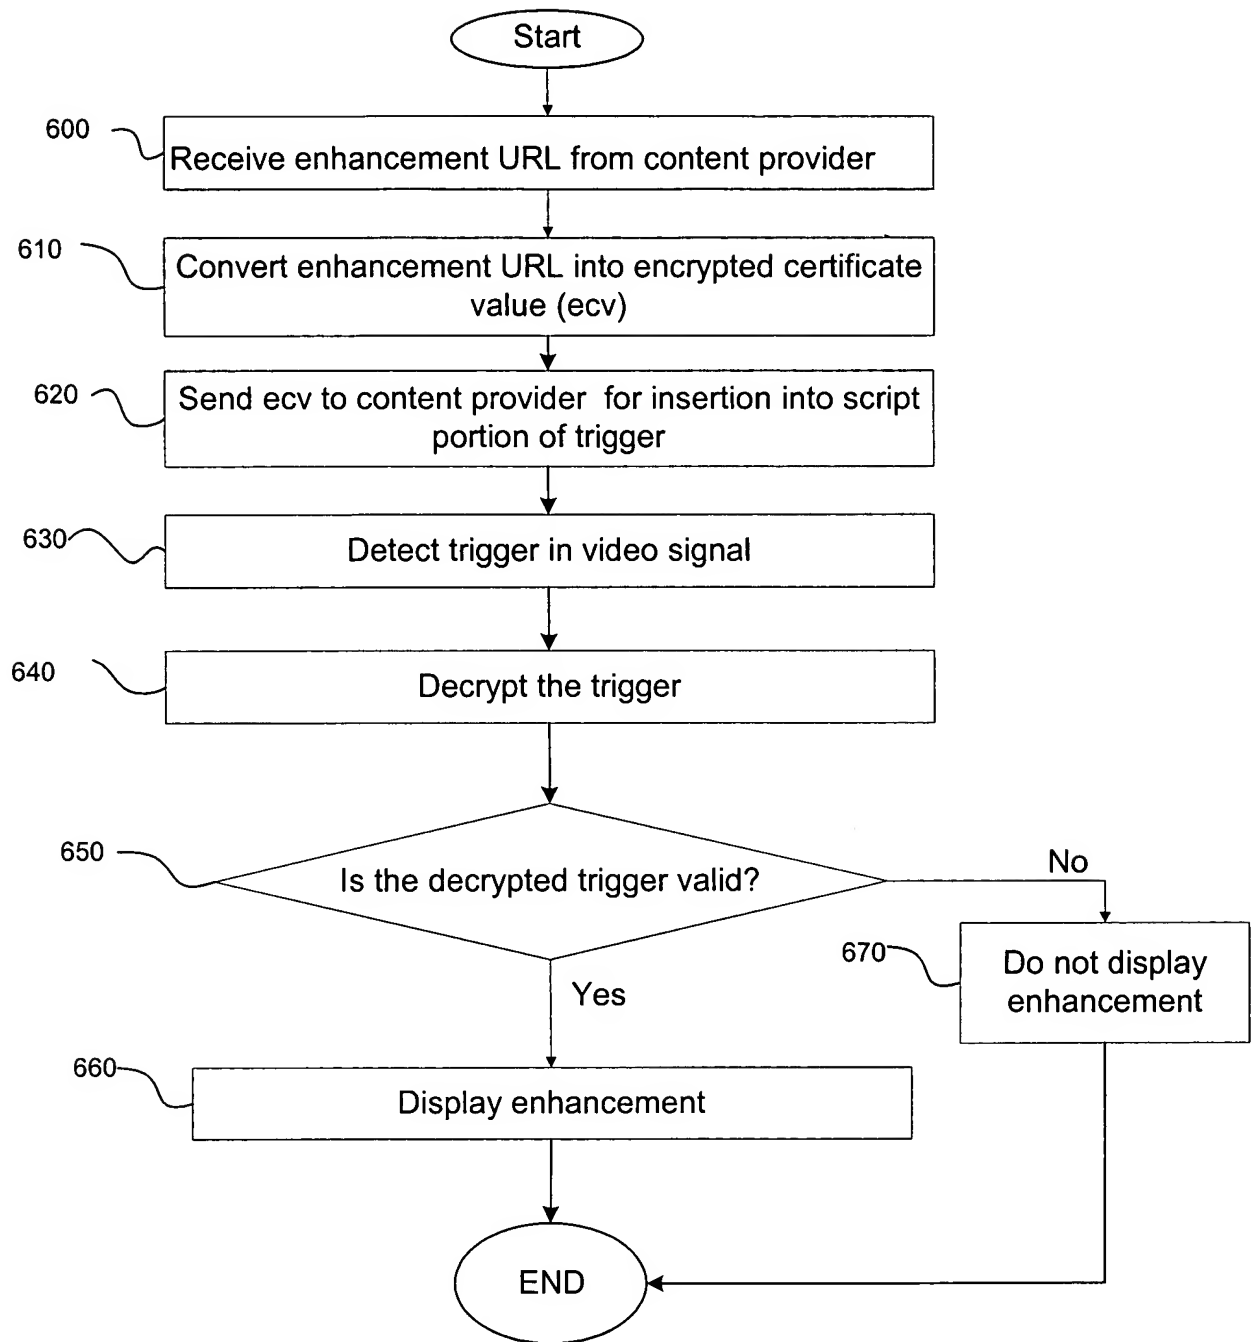 Start
600
Receive enhancement URL from content provider
610
Convert enhancement URL into encrypted certificate
value (ecv)
620
Send ecv to content provider for insertion into script
portion of trigger
630
Detect trigger in video signal
640
Decrypt the trigger
650
Is the decrypted trigger valid?
No
670
Do not display
enhancement
Yes
660
Display enhancement
END